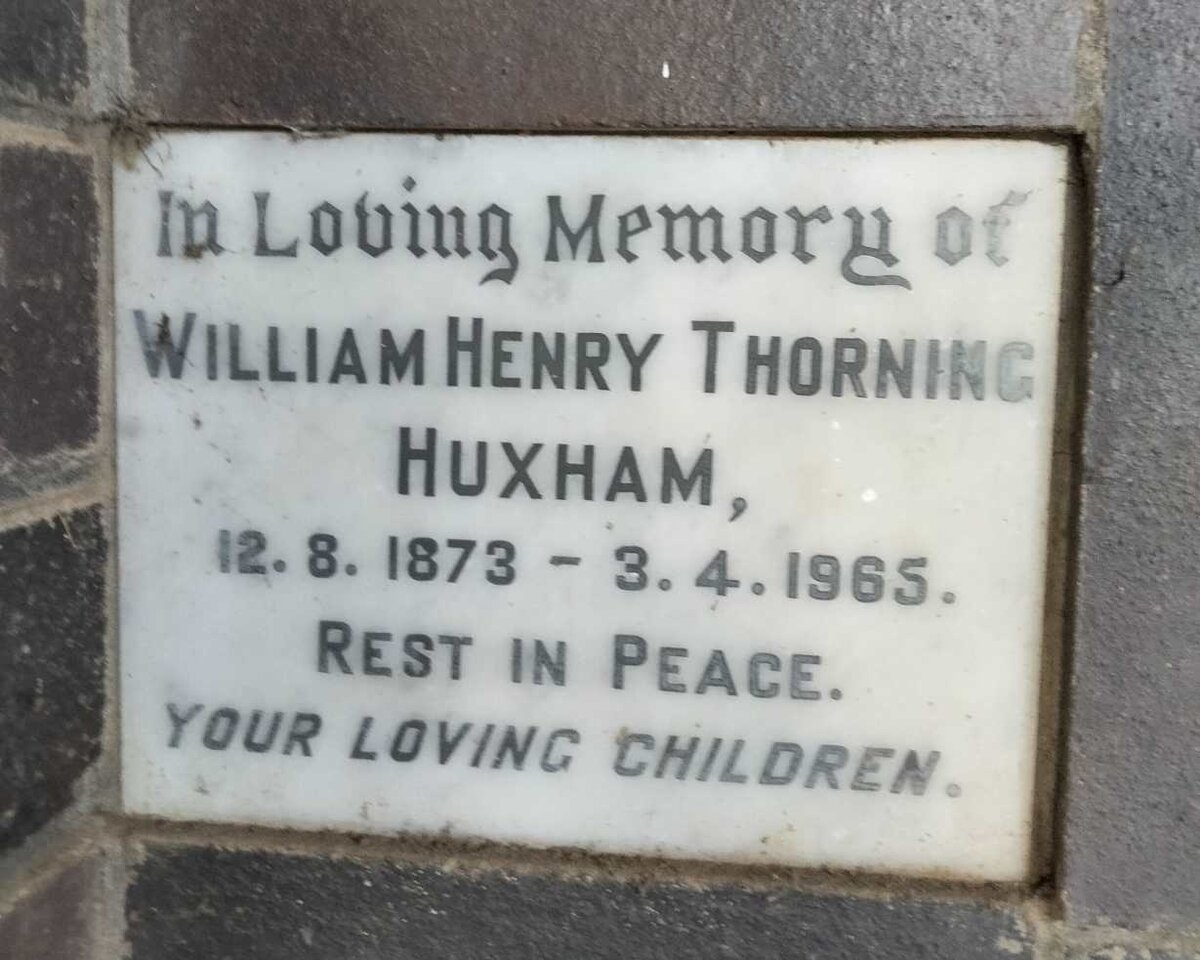 In Loving Memory of
WILLIAM HENRY THORNING
HUXHAM,
12. 8. 1873 - 3. 4. 1965.
REST IN PEACE.
YOUR LOVING CHILDREN.